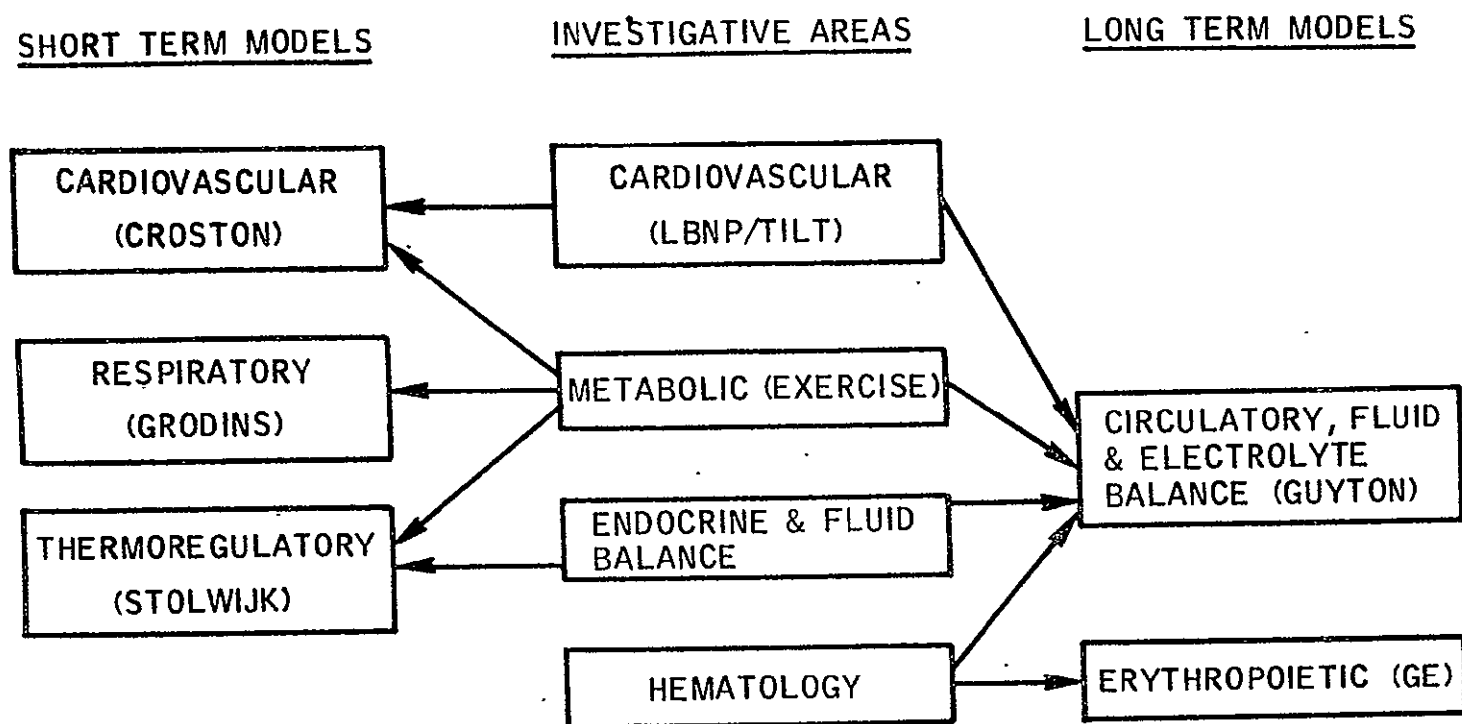 SHORT TERM MODELS
INVESTIGATIVE AREAS
LONG TERM MODELS
CARDIOVASCULAR
(CROSTON)
RESPIRATORY
(GRODINS)
THERMOREGULATORY
(STOLWIJK)
CARDIOVASCULAR
(LBNP/TILT)
METABOLIC (EXERCISE)
ENDOCRINE & FLUID
BALANCE
HEMATOLOGY
CIRCULATORY, FLUID
& ELECTROLYTE
BALANCE (GUYTON)
ERYTHROPOIETIC (GE)